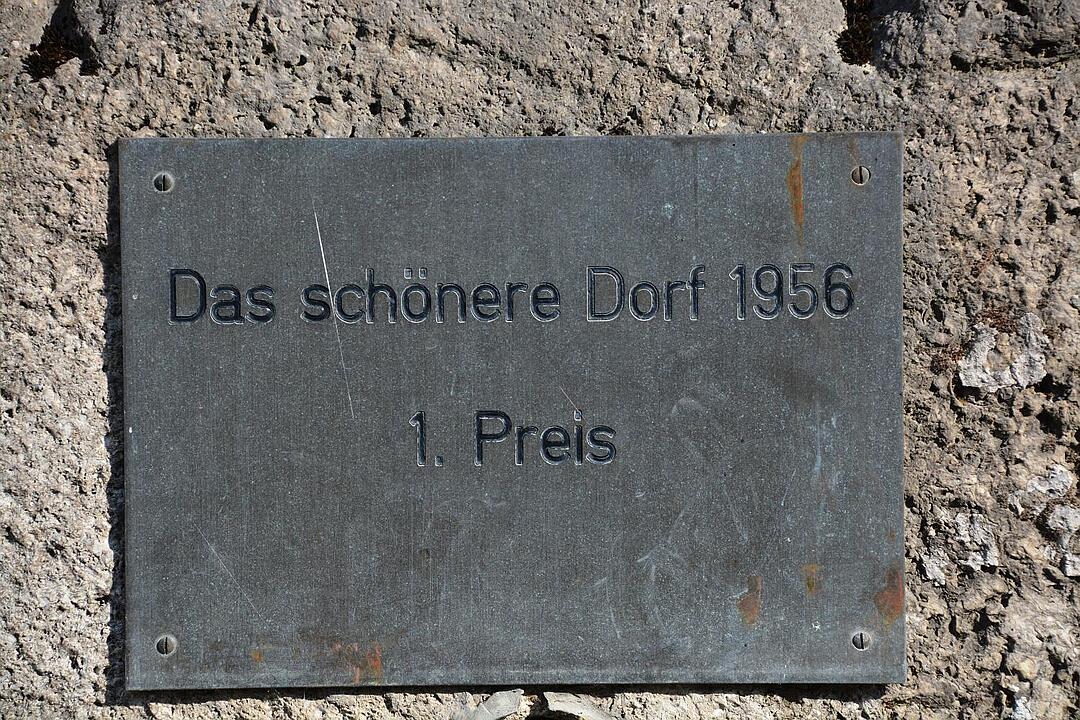 Das schönere Dorf 1956
1. Preis